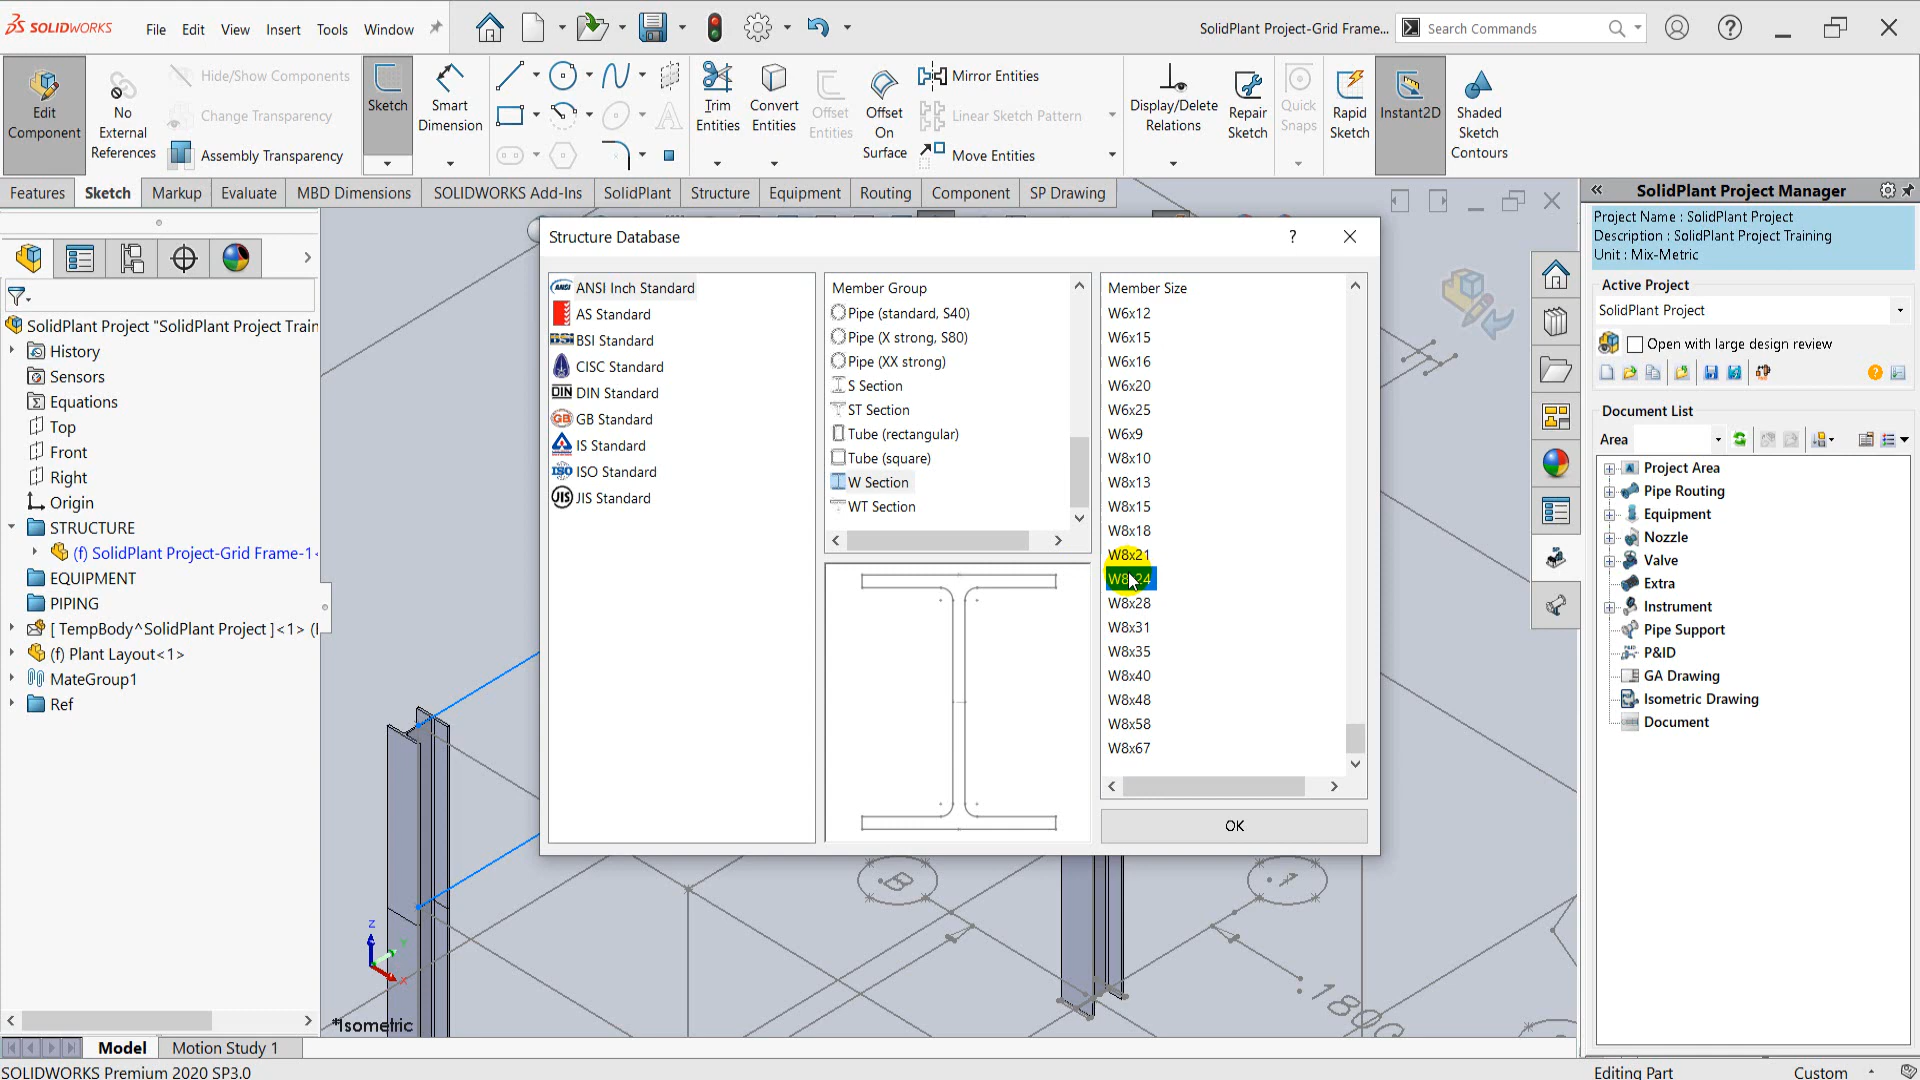 SOLIDWORKS
File Edit View Insert Tools Window
SolidPlant Project-Grid Frame...
Search Commands
Edit Component
No External References
Hide/Show Components
Change Transparency
Assembly Transparency
Sketch
Smart Dimension
Trim Entities
Convert Entities
Offset Entities
Offset On Surface
Mirror Entities
Linear Sketch Pattern
Move Entities
Display/Delete Relations
Repair Sketch
Quick Snaps
Rapid Sketch
Instant2D
Shaded Sketch Contours
Features Sketch Markup Evaluate MBD Dimensions SOLIDWORKS Add-Ins SolidPlant Structure Equipment Routing Component SP Drawing
SolidPlant Project "SolidPlant Project Train
History
Sensors
Equations
Top
Front
Right
Origin
STRUCTURE
(f) SolidPlant Project-Grid Frame-1<
EQUIPMENT
PIPING
[ TempBody^SolidPlant Project ]<1> (
(f) Plant Layout<1>
MateGroup1
Ref
Structure Database
?
ANSI Inch Standard
AS Standard
BSI Standard
CISC Standard
DIN Standard
GB Standard
IS Standard
ISO Standard
JIS Standard
Member Group
Pipe (standard, S40)
Pipe (X strong, S80)
Pipe (XX strong)
S Section
ST Section
Tube (rectangular)
Tube (square)
W Section
WT Section
Member Size
W6x12
W6x15
W6x16
W6x20
W6x25
W6x9
W8x10
W8x13
W8x15
W8x18
W8x21
W8x24
W8x28
W8x31
W8x35
W8x40
W8x48
W8x58
W8x67
OK
SolidPlant Project Manager
Project Name : SolidPlant Project
Description : SolidPlant Project Training
Unit : Mix-Metric
Active Project
SolidPlant Project
Open with large design review
Document List
Area
Project Area
Pipe Routing
Equipment
Nozzle
Valve
Extra
Instrument
Pipe Support
P&ID
GA Drawing
Isometric Drawing
Document
Z
Y
X
*Isometric
Model Motion Study 1
SOLIDWORKS Premium 2020 SP3.0
Editing Part
Custom